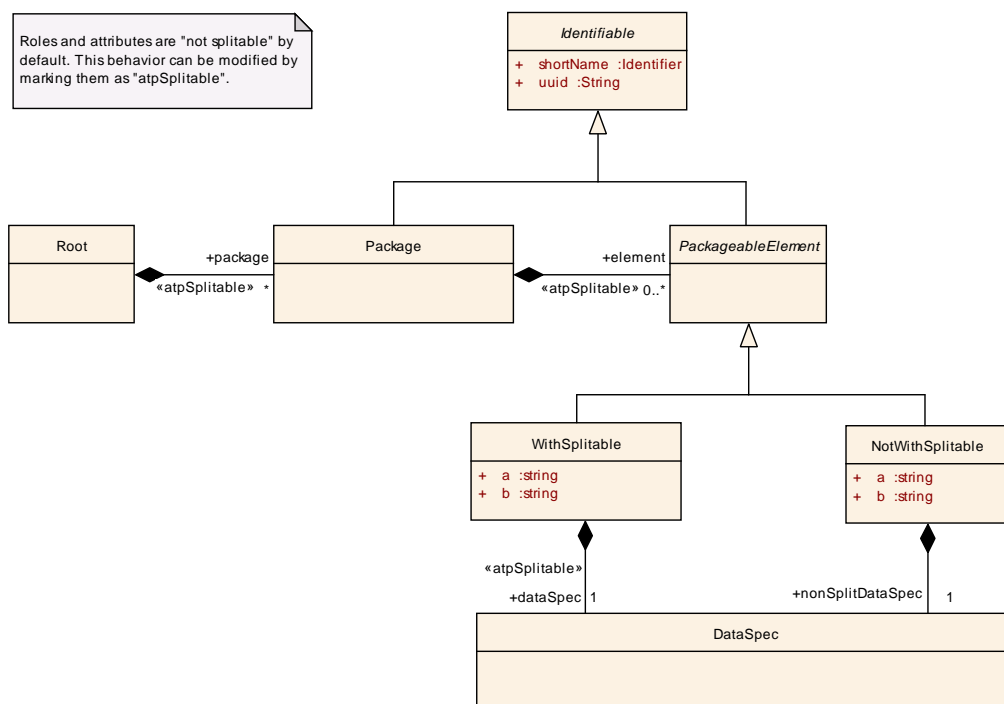 Roles and attributes are "not splitable" by
default. This behavior can be modified by
marking them as "atpSplitable".
Identifiable
+ shortName :Identifier
+ uuid :String
Root
+package
«atpSplitable» *
Package
+element
«atpSplitable» 0..*
PackageableElement
WithSplitable
+ a :string
+ b :string
NotWithSplitable
+ a :string
+ b :string
«atpSplitable»
+dataSpec 1
+nonSplitDataSpec 1
DataSpec